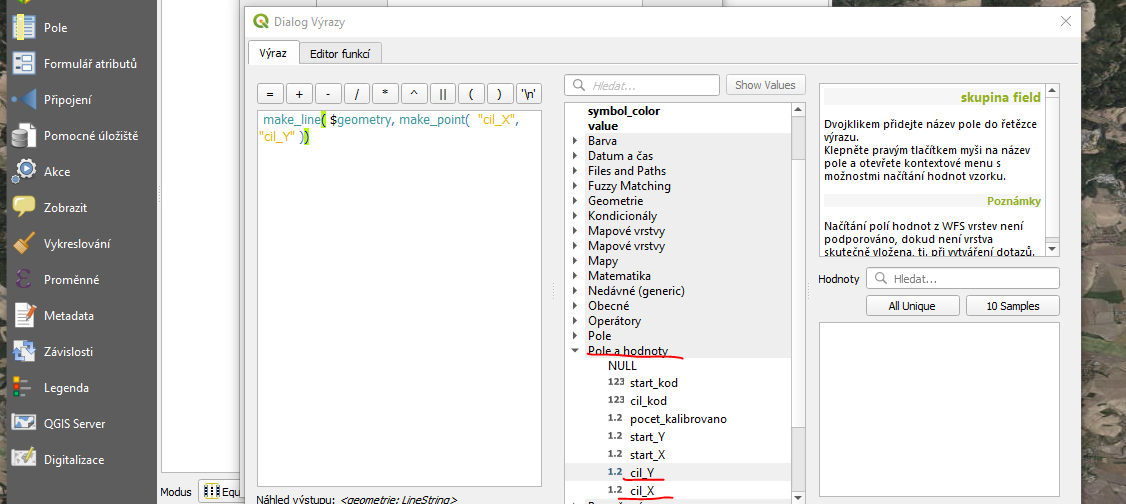 Dialog Výrazy
Pole
Formulář atributů
Připojení
Pomocné úložiště
Akce
Zobrazit
Vykreslování
Proměnné
Metadata
Závislosti
Legenda
QGIS Server
Digitalizace
Modus
Equ
Výraz
Editor funkcí
= + - / * ^ || ( ) '\n'
make_line( $geometry, make_point( "cil_X",
"cil_Y" ))
Náhled výstupu: <geometrie: LineString>
Hledat...
Show Values
symbol_color
value
Barva
Datum a čas
Files and Paths
Fuzzy Matching
Geometrie
Kondicionály
Mapové vrstvy
Mapové vrstvy
Mapy
Matematika
Nedávné (generic)
Obecné
Operátory
Pole
Pole a hodnoty
NULL
123 start_kod
123 cil_kod
1.2 pocet_kalibrovano
1.2 start_Y
1.2 start_X
1.2 cil_Y
1.2 cil_X
skupina field
Dvojklikem přidejte název pole do řetězce
výrazu.
Klepněte pravým tlačítkem myši na název
pole a otevřete kontextové menu s
možnostmi načítání hodnot vzorku.
Poznámky
Načítání polí hodnot z WFS vrstev není
podporováno, dokud není vrstva
skutečně vložena, tj. při vytváření dotazů.
Hodnoty
Hledat...
All Unique
10 Samples